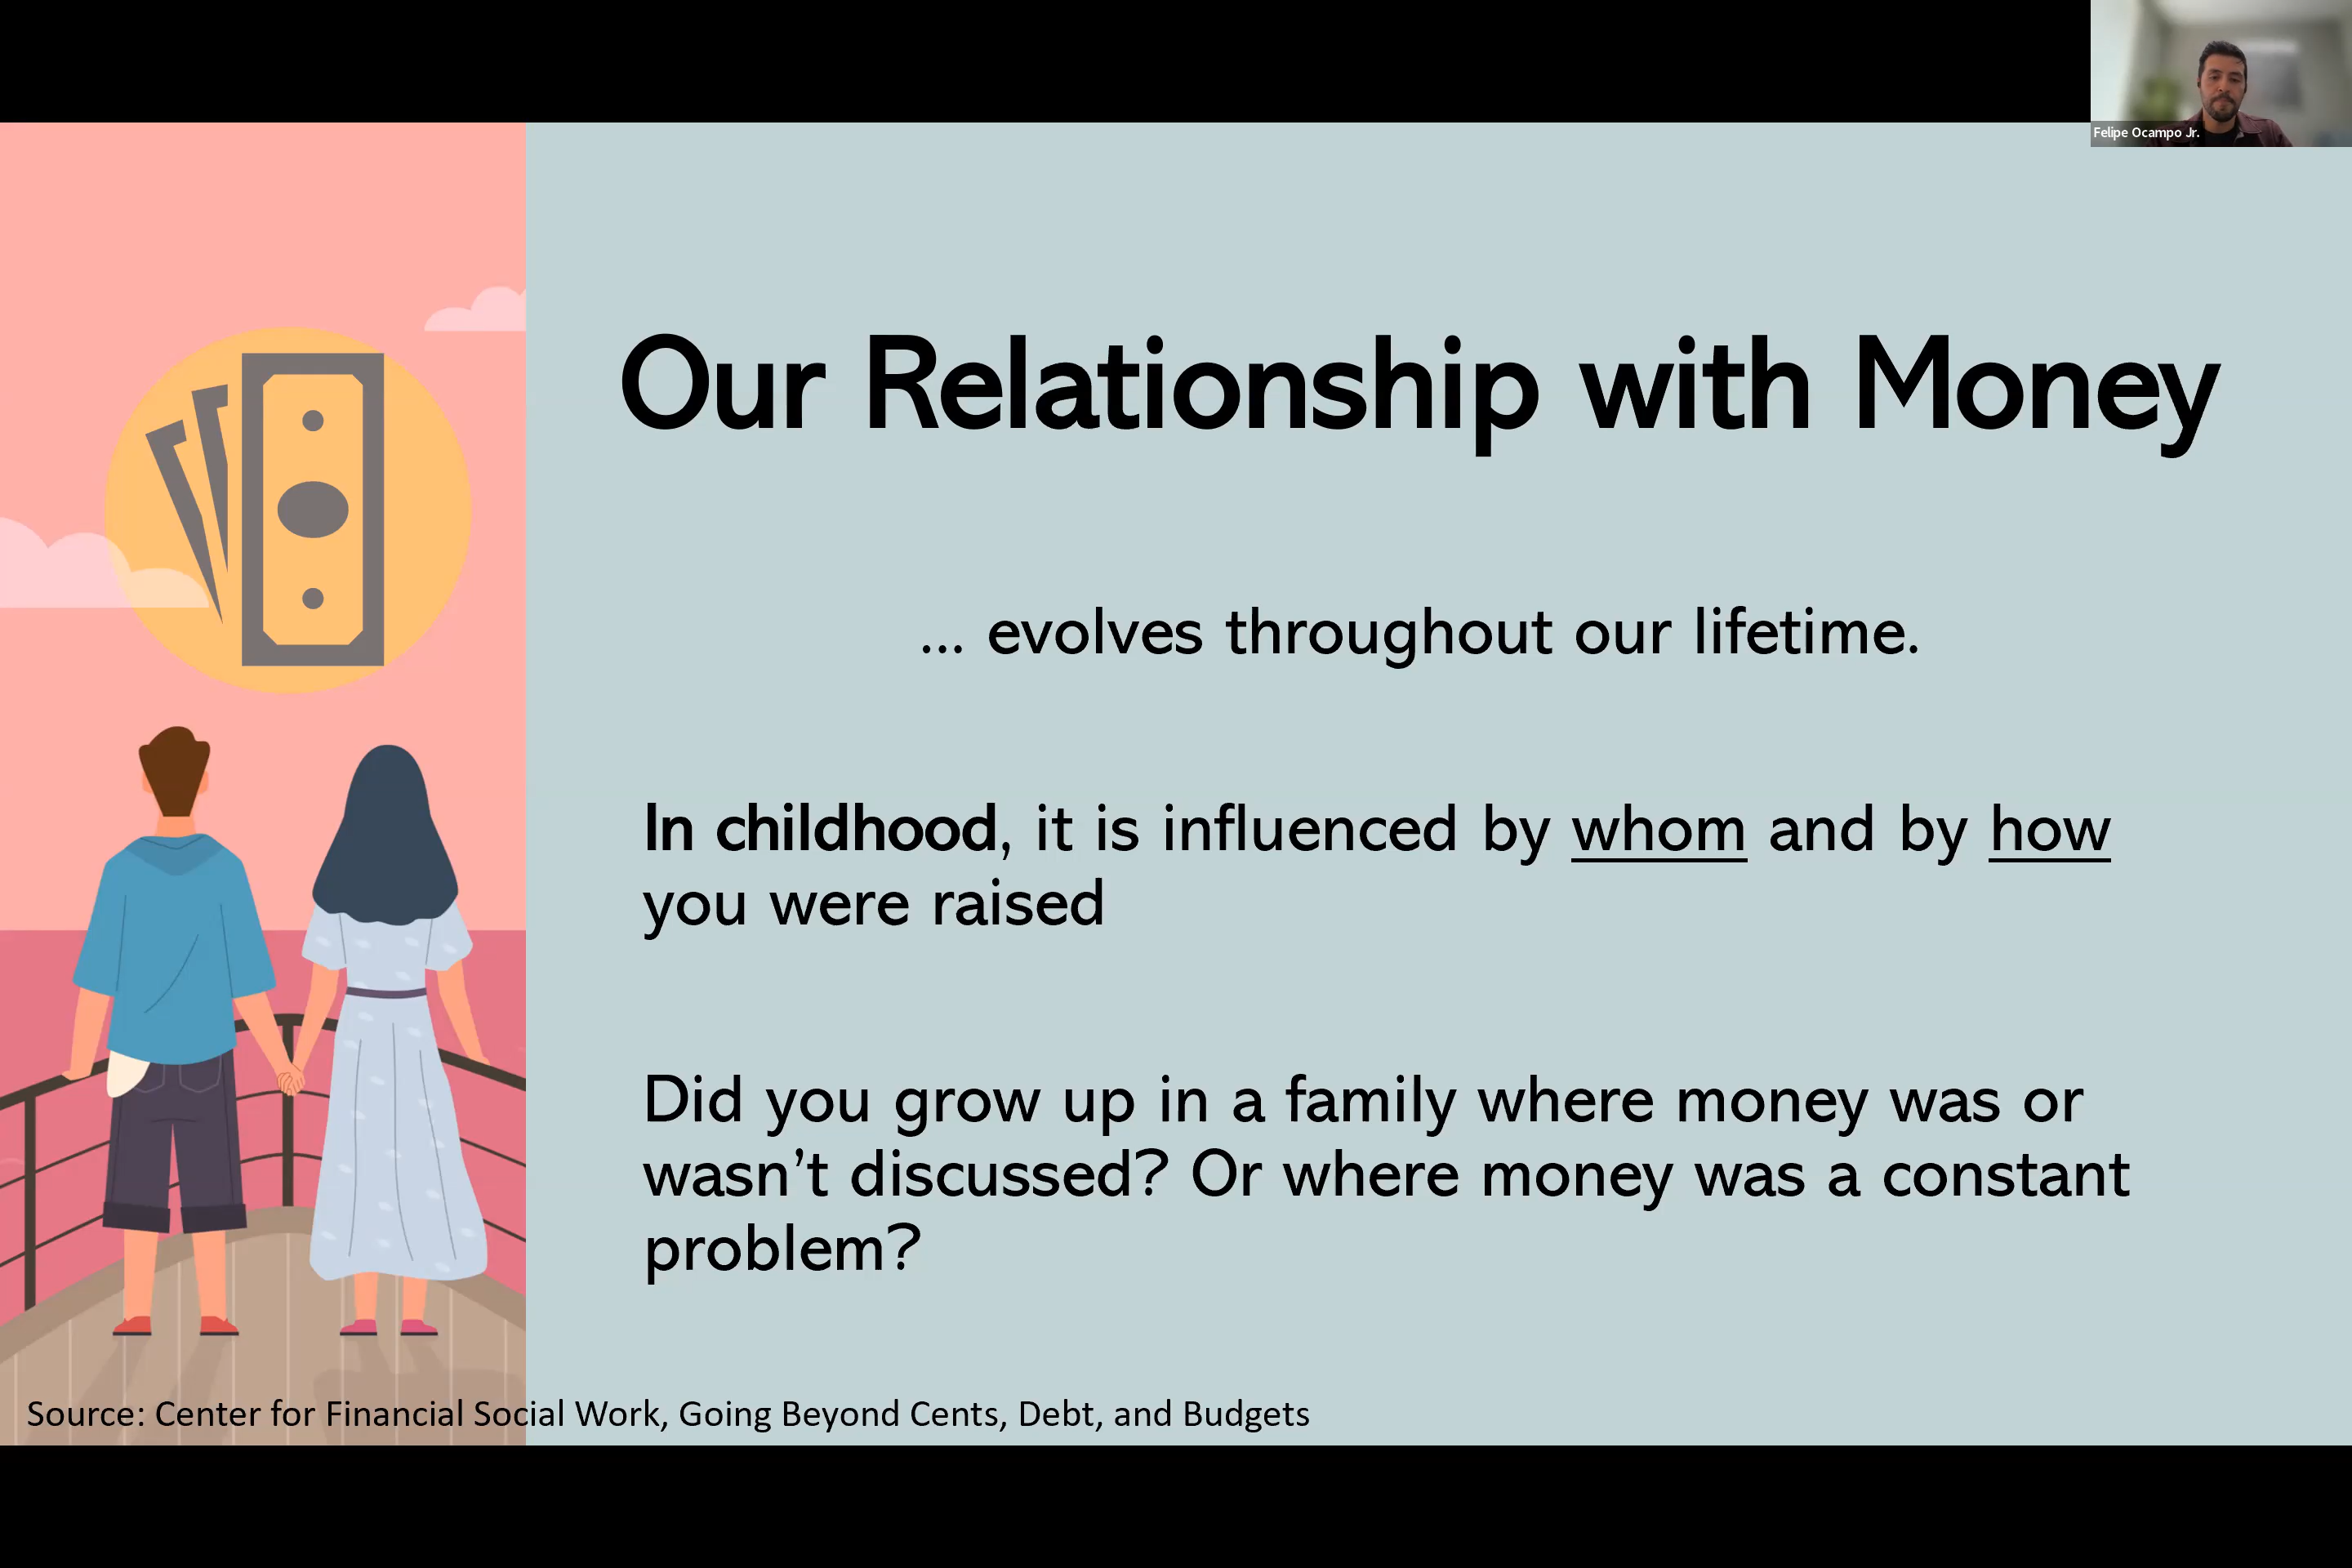 Felipe Ocampo Jr.
Our Relationship with Money
... evolves throughout our lifetime.
In childhood, it is influenced by whom and by how
you were raised
Did you grow up in a family where money was or
wasn’t discussed? Or where money was a constant
problem?
Source: Center for Financial Social Work, Going Beyond Cents, Debt, and Budgets